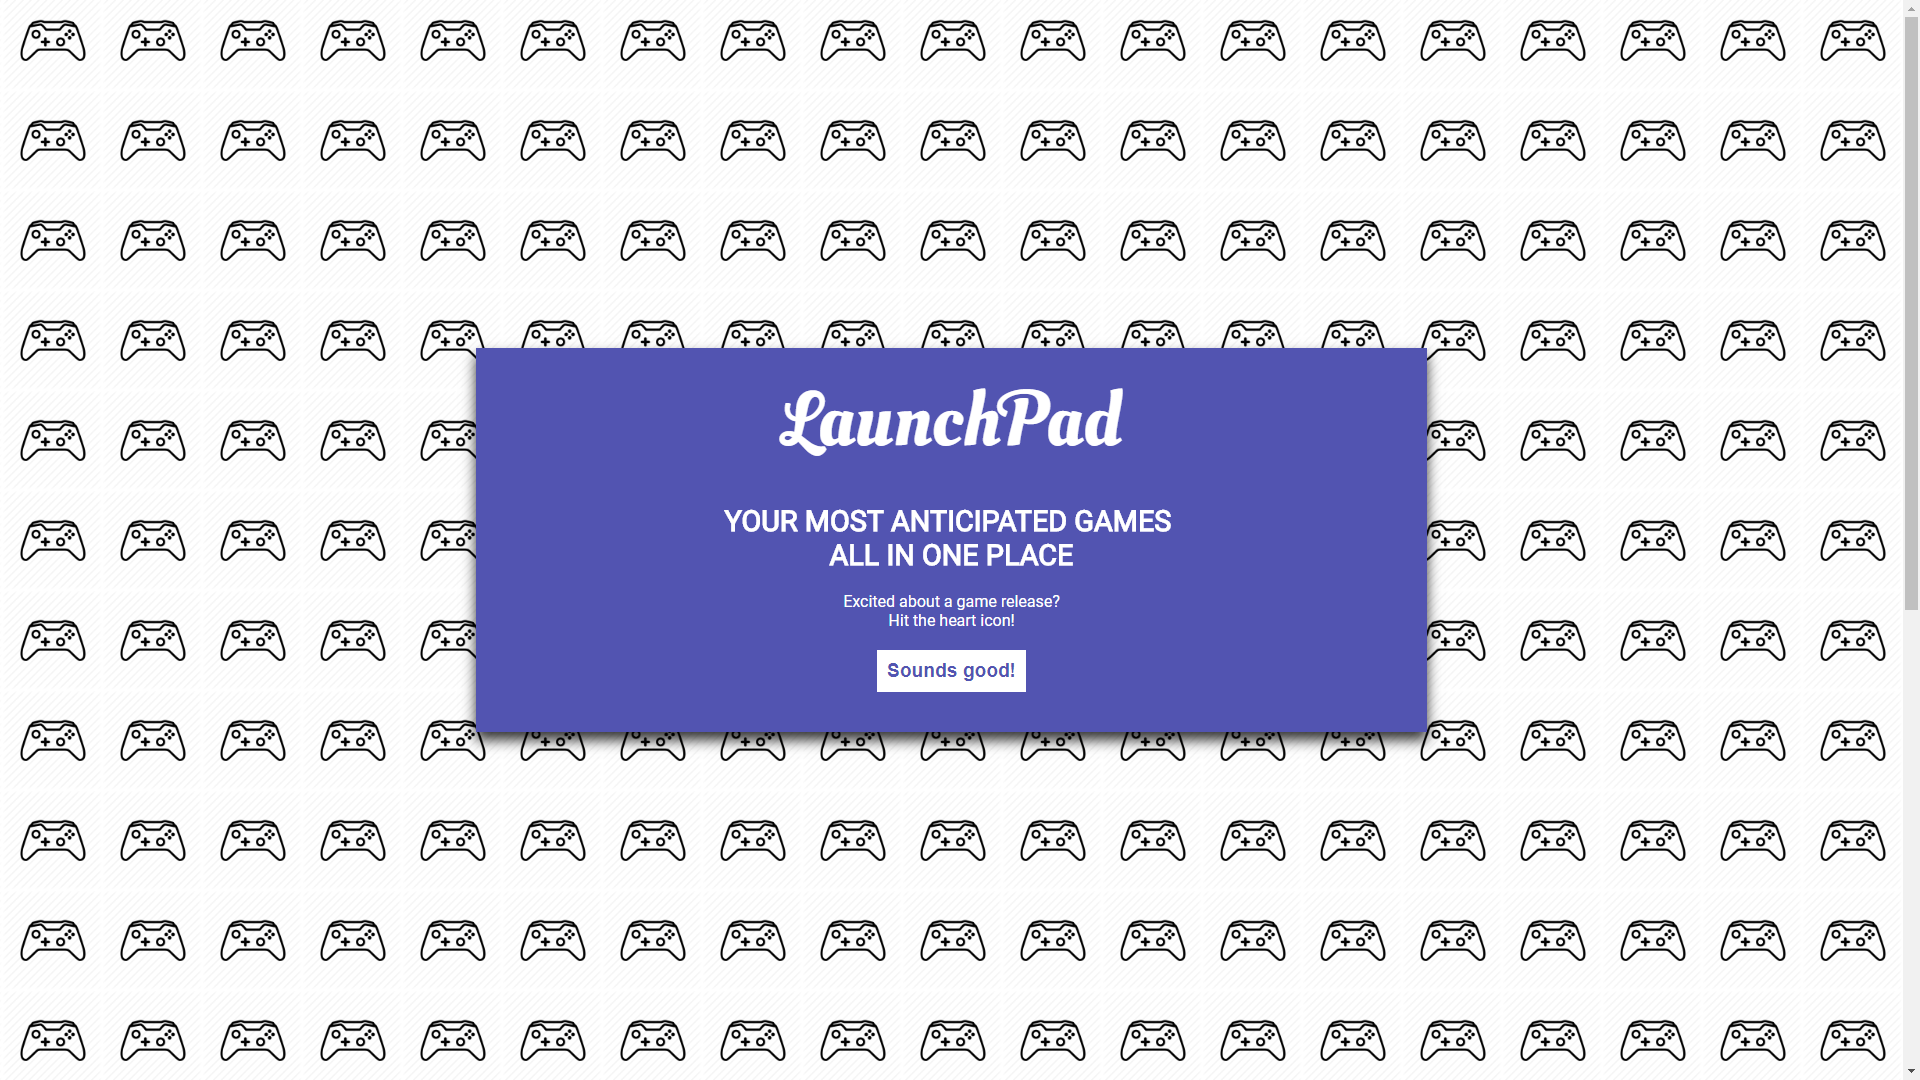 LaunchPad
YOUR MOST ANTICIPATED GAMES
ALL IN ONE PLACE
Excited about a game release?
Hit the heart icon!
Sounds good!